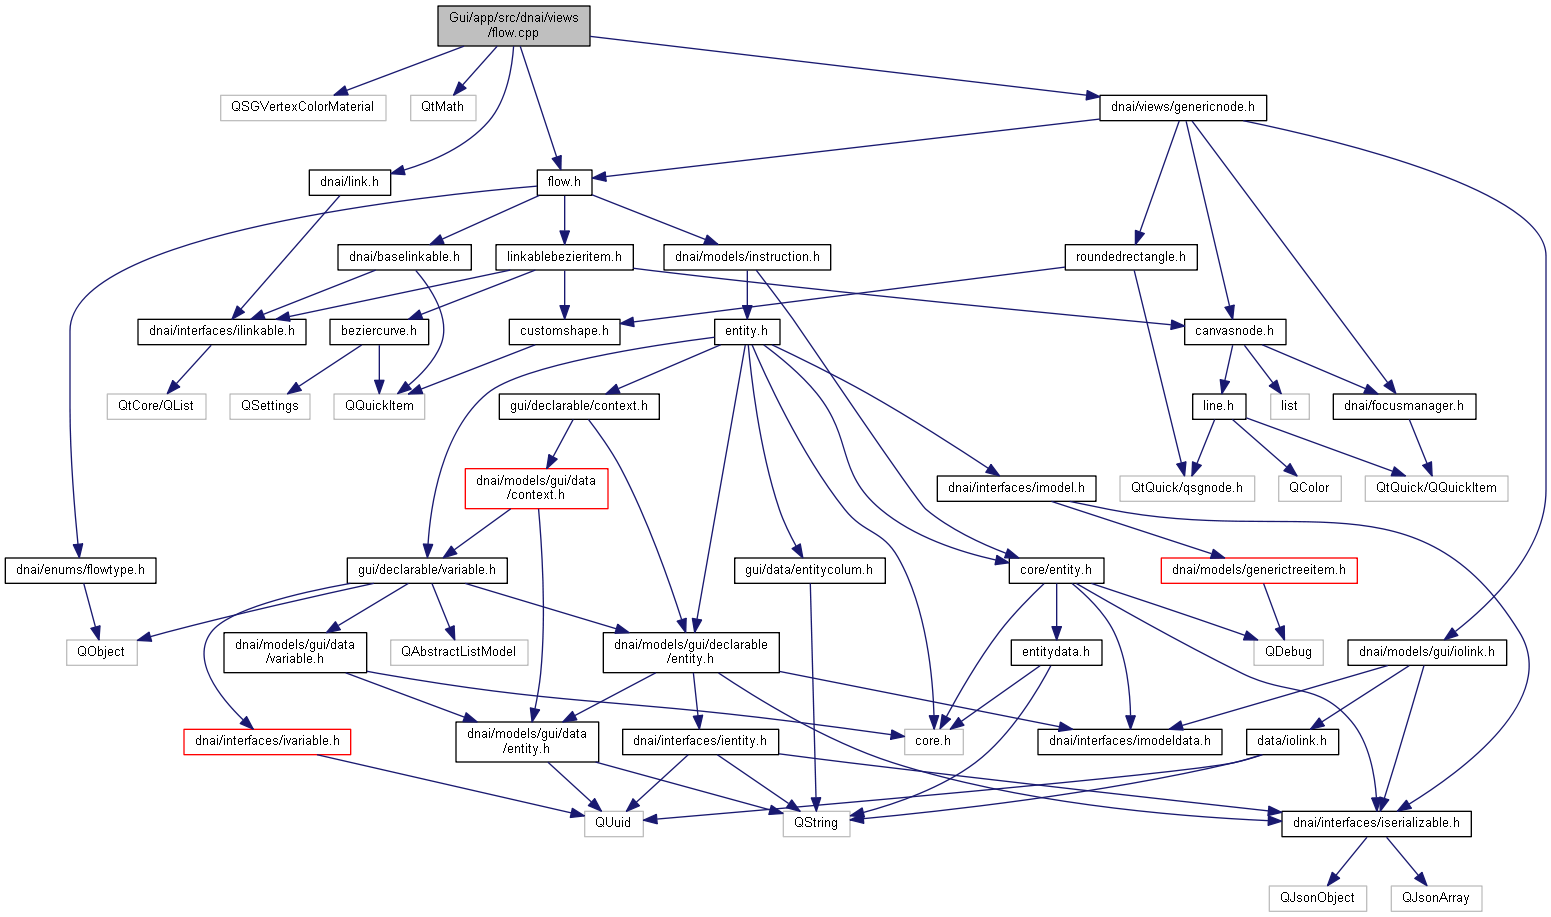 Gui/app/src/dnai/views
/flow.cpp
QSGVertexColorMaterial
QtMath
dnai/views/genericnode.h
dnai/link.h
flow.h
dnai/baselinkable.h
linkablebezieritem.h
dnai/models/instruction.h
roundedrectangle.h
dnai/interfaces/ilinkable.h
beziercurve.h
customshape.h
entity.h
canvasnode.h
QtCore/QList
QSettings
QQuickItem
gui/declarable/context.h
line.h
list
dnai/focusmanager.h
dnai/models/gui/data
/context.h
dnai/interfaces/imodel.h
QtQuick/qsgnode.h
QColor
QtQuick/QQuickItem
dnai/enums/flowtype.h
gui/declarable/variable.h
gui/data/entitycolum.h
core/entity.h
dnai/models/generictreeitem.h
QObject
dnai/models/gui/data
/variable.h
QAbstractListModel
dnai/models/gui/declarable
/entity.h
entitydata.h
QDebug
dnai/models/gui/iolink.h
dnai/interfaces/ivariable.h
dnai/models/gui/data
/entity.h
dnai/interfaces/ientity.h
core.h
dnai/interfaces/imodeldata.h
data/iolink.h
QUuid
QString
dnai/interfaces/iserializable.h
QJsonObject
QJsonArray